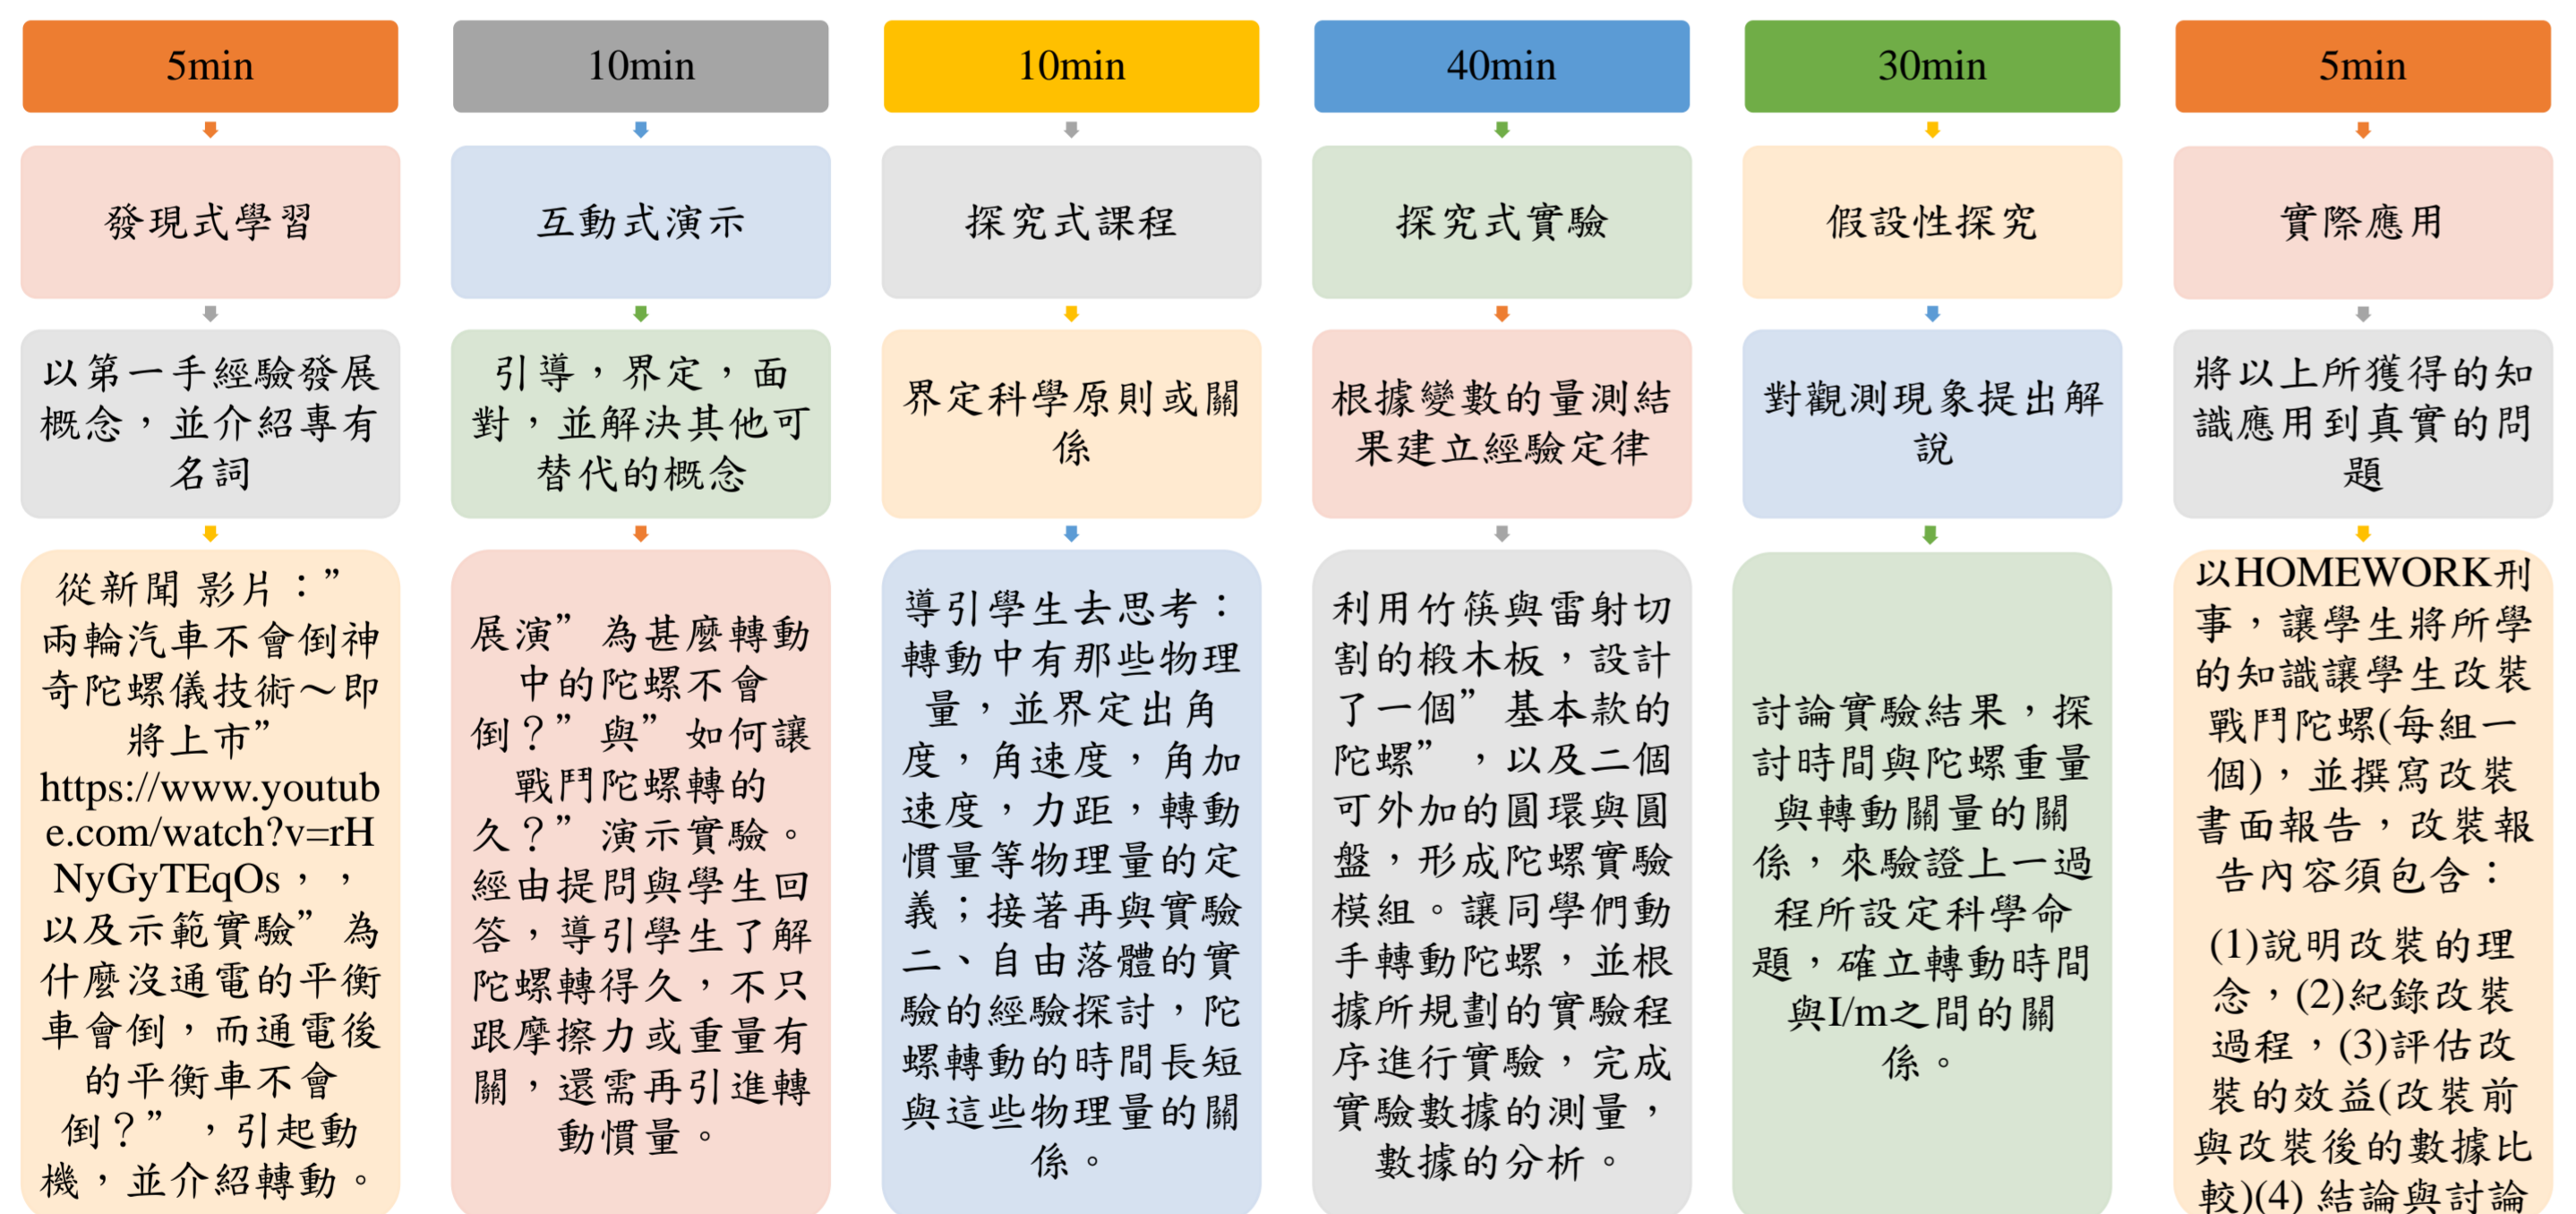 5min
發現式學習
以第一手經驗發展
概念，並介紹專有
名詞
從新聞 影片：”
兩輪汽車不會倒神
奇陀螺儀技術～即
將上市”
https://www.youtub
e.com/watch?v=rH
NyGyTEqOs，，
以及示範實驗”為
什麼沒通電的平衡
車會倒，而通電後
的平衡車不會
倒？”，引起動
機，並介紹轉動。
10min
互動式演示
引導，界定，面
對，並解決其他可
替代的概念
展演”為甚麼轉動
中的陀螺不會
倒？”與”如何讓
戰鬥陀螺轉的
久？”演示實驗。
經由提問與學生回
答，導引學生了解
陀螺轉得久，不只
跟摩擦力或重量有
關，還需再引進轉
動慣量。
10min
探究式課程
界定科學原則或關
係
導引學生去思考：
轉動中有那些物理
量，並界定出角
度，角速度，角加
速度，力距，轉動
慣量等物理量的定
義；接著再與實驗
二、自由落體的實
驗的經驗探討，陀
螺轉動的時間長短
與這些物理量的關
係。
40min
探究式實驗
根據變數的量測結
果建立經驗定律
利用竹筷與雷射切
割的椴木板，設計
了一個”基本款的
陀螺”，以及二個
可外加的圓環與圓
盤，形成陀螺實驗
模組。讓同學們動
手轉動陀螺，並根
據所規劃的實驗程
序進行實驗，完成
實驗數據的測量，
數據的分析。
30min
假設性探究
對觀測現象提出解
說
討論實驗結果，探
討時間與陀螺重量
與轉動關量的關
係，來驗證上一過
程所設定科學命
題，確立轉動時間
與I/m之間的關
係。
5min
實際應用
將以上所獲得的知
識應用到真實的問
題
以HOMEWORK刑
事，讓學生將所學
的知識讓學生改裝
戰鬥陀螺(每組一
個)，並撰寫改裝
書面報告，改裝報
告內容須包含：
(1)說明改裝的理
念，(2)紀錄改裝
過程，(3)評估改
裝的效益(改裝前
與改裝後的數據比
較)(4) 結論與討論